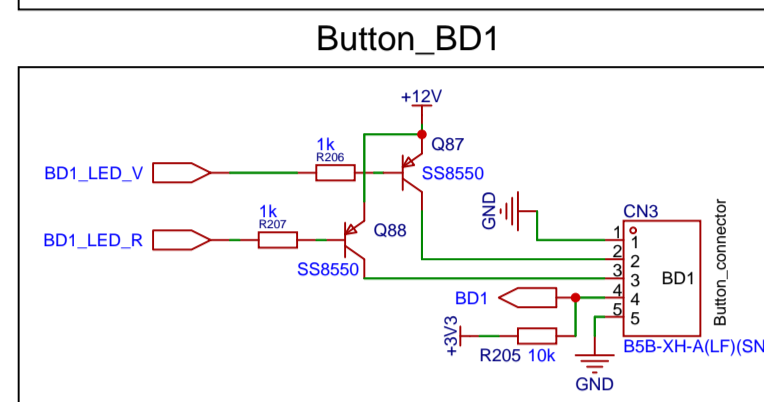 Button_BD1
+12V
Q87
1k
R206
BD1_LED_V
SS8550
1k
R207
BD1_LED_R
Q88
SS8550
GND
CN3
1
1
2
2
3
3
4
4
5
5
BD1
Button_connector
BD1
+3V3
R205 10k
B5B-XH-A(LF)(SN
GND